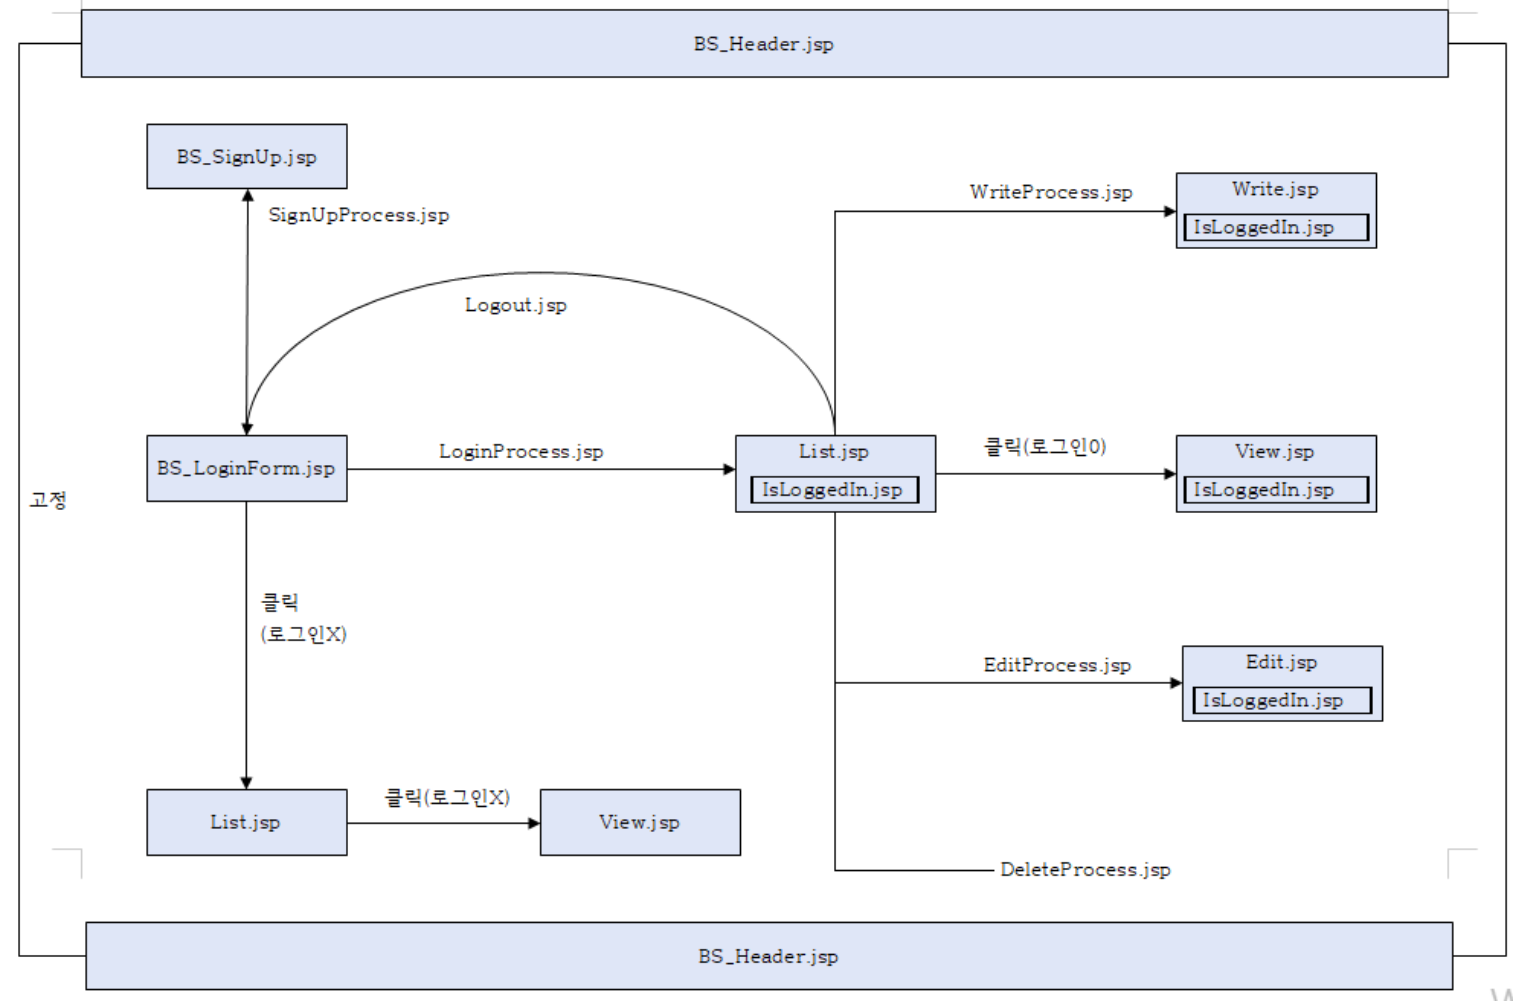 BS_Header.jsp
BS_SignUp.jsp
SignUpProcess.jsp
WriteProcess.jsp
Write.jsp
IsLoggedIn.jsp
Logout.jsp
BS_LoginForm.jsp
LoginProcess.jsp
List.jsp
IsLoggedIn.jsp
클릭(로그인0)
View.jsp
IsLoggedIn.jsp
고정
클릭
(로그인X)
EditProcess.jsp
Edit.jsp
IsLoggedIn.jsp
List.jsp
클릭(로그인X)
View.jsp
DeleteProcess.jsp
BS_Header.jsp